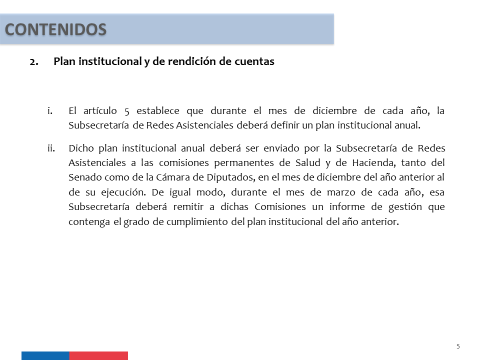 CONTENIDOS
2. Plan institucional y de rendición de cuentas
i. El artículo 5 establece que durante el mes de diciembre de cada año, la
Subsecretaría de Redes Asistenciales deberá definir un plan institucional anual.
ii. Dicho plan institucional anual deberá ser enviado por la Subsecretaría de Redes
Asistenciales a las comisiones permanentes de Salud y de Hacienda, tanto del
Senado como de la Cámara de Diputados, en el mes de diciembre del año anterior al
de su ejecución. De igual modo, durante el mes de marzo de cada año, esa
Subsecretaría deberá remitir a dichas Comisiones un informe de gestión que
contenga el grado de cumplimiento del plan institucional del año anterior.
5